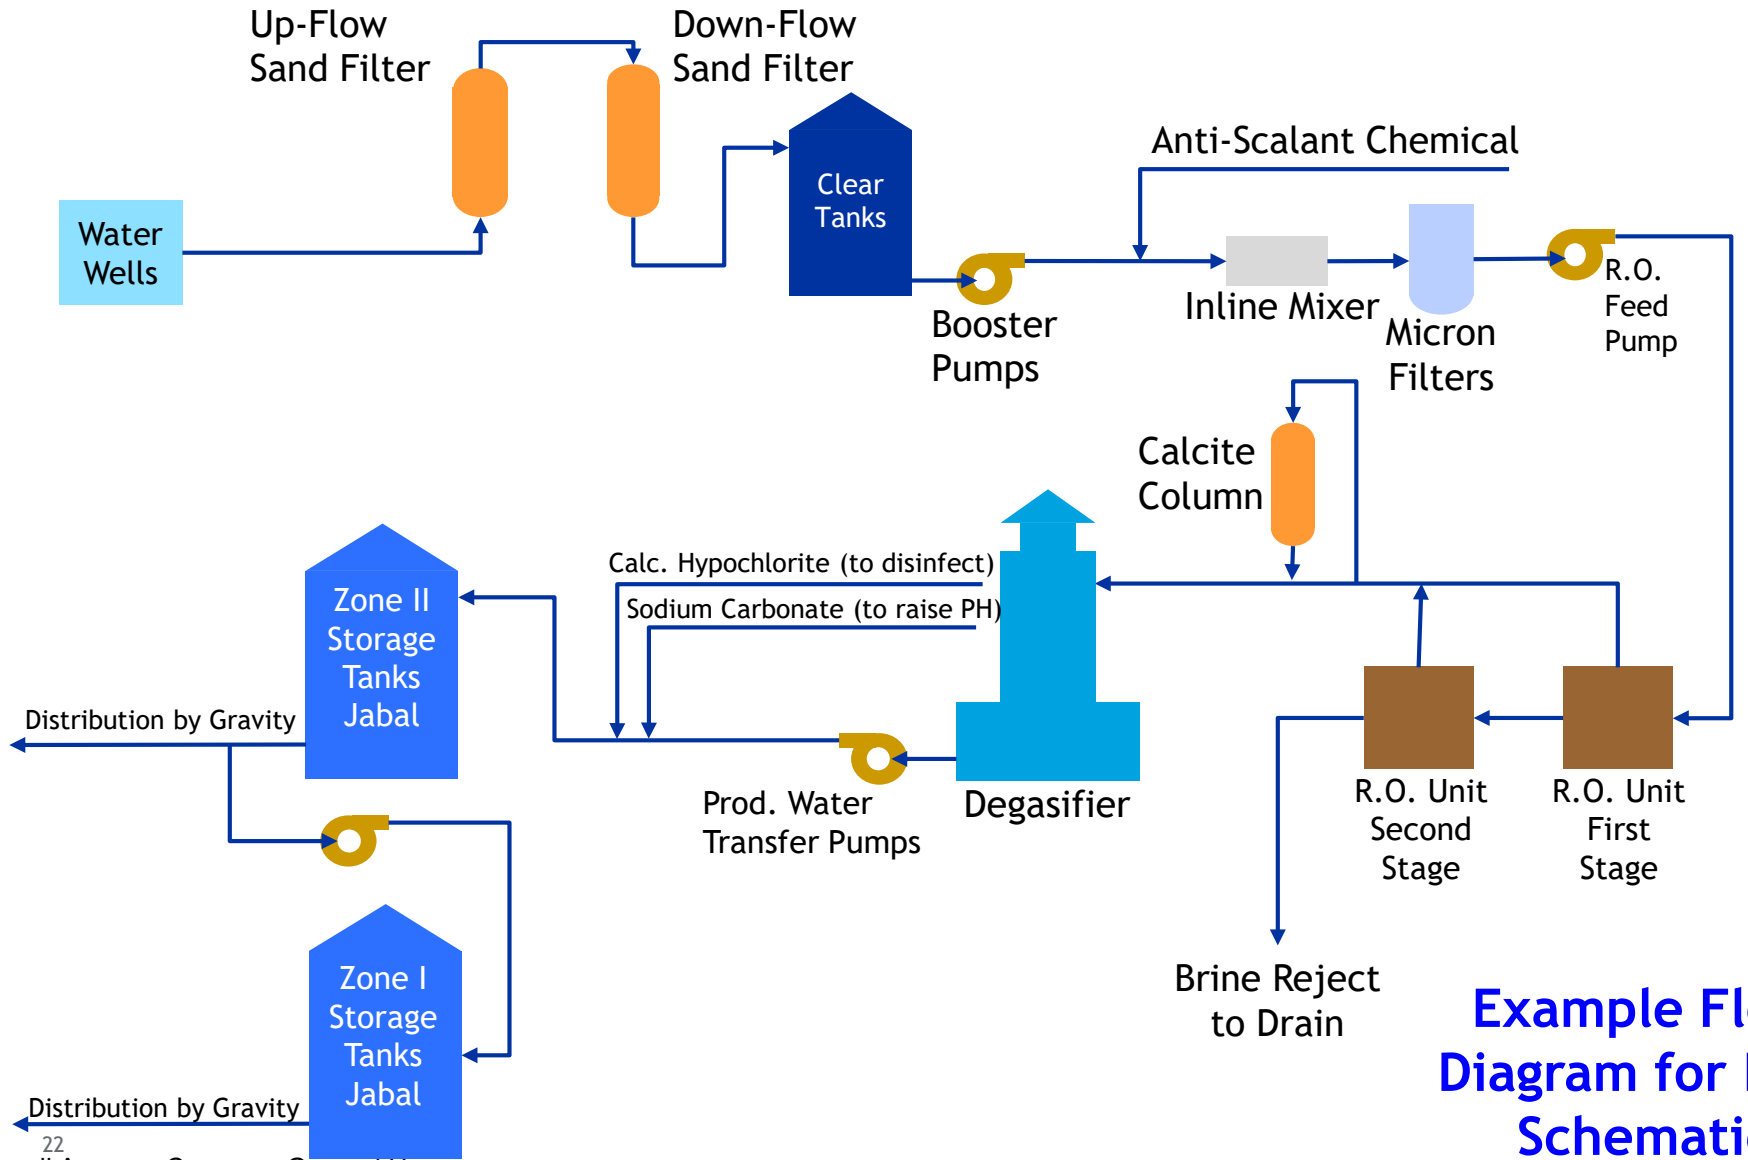 Up-Flow
Sand Filter
Down-Flow
Sand Filter
Anti-Scalant Chemical
Clear
Tanks
Water
Wells
Inline Mixer
R.O.
Feed
Pump
Booster
Pumps
Micron
Filters
Calcite
Column
Calc. Hypochlorite (to disinfect)
Sodium Carbonate (to raise PH)
Zone II
Storage
Tanks
Jabal
Distribution by Gravity
Prod. Water
Transfer Pumps
Degasifier
R.O. Unit
Second
Stage
R.O. Unit
First
Stage
Brine Reject
to Drain
Zone I
Storage
Tanks
Jabal
Distribution by Gravity
Example
Diagram for
22